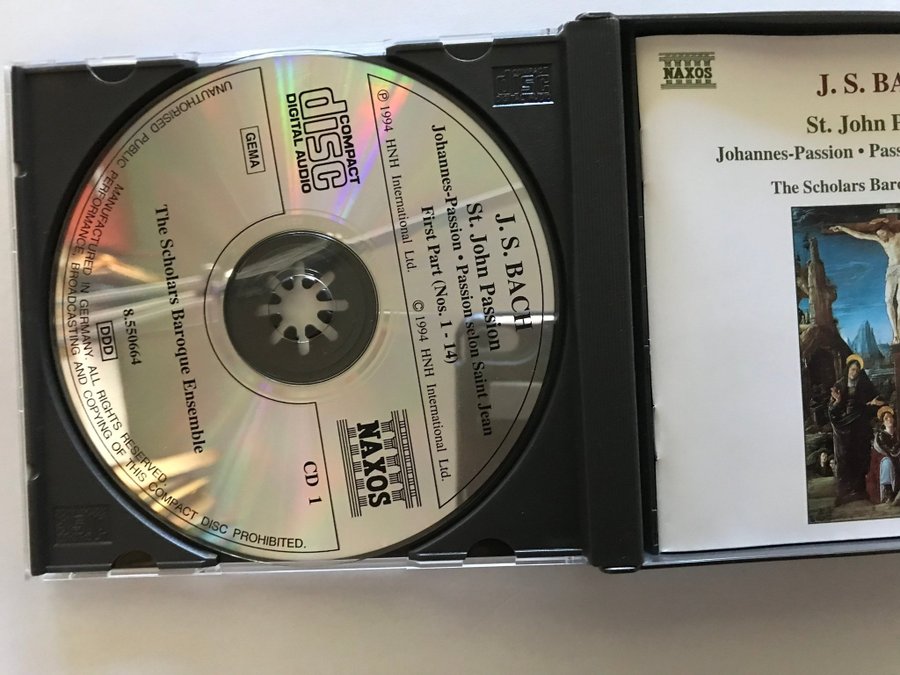 J. S. BACH
St. John Passion
Johannes-Passion • Passion selon Saint Jean
First Part (Nos. 1 - 14)
℗ 1994 HNH International Ltd. © 1994 HNH International Ltd.
COMPACT
disc
DIGITAL AUDIO
GEMA
NAXOS
CD 1
The Scholars Baroque Ensemble
8.550664
DDD
UNAUTHORISED PUBLIC PERFORMANCE, BROADCASTING AND COPYING OF THIS COMPACT DISC PROHIBITED.
MANUFACTURED IN GERMANY. ALL RIGHTS RESERVED.
COMPACT
disc
NAXOS
J. S. BA
St. John P
Johannes-Passion • Pass
The Scholars Baro